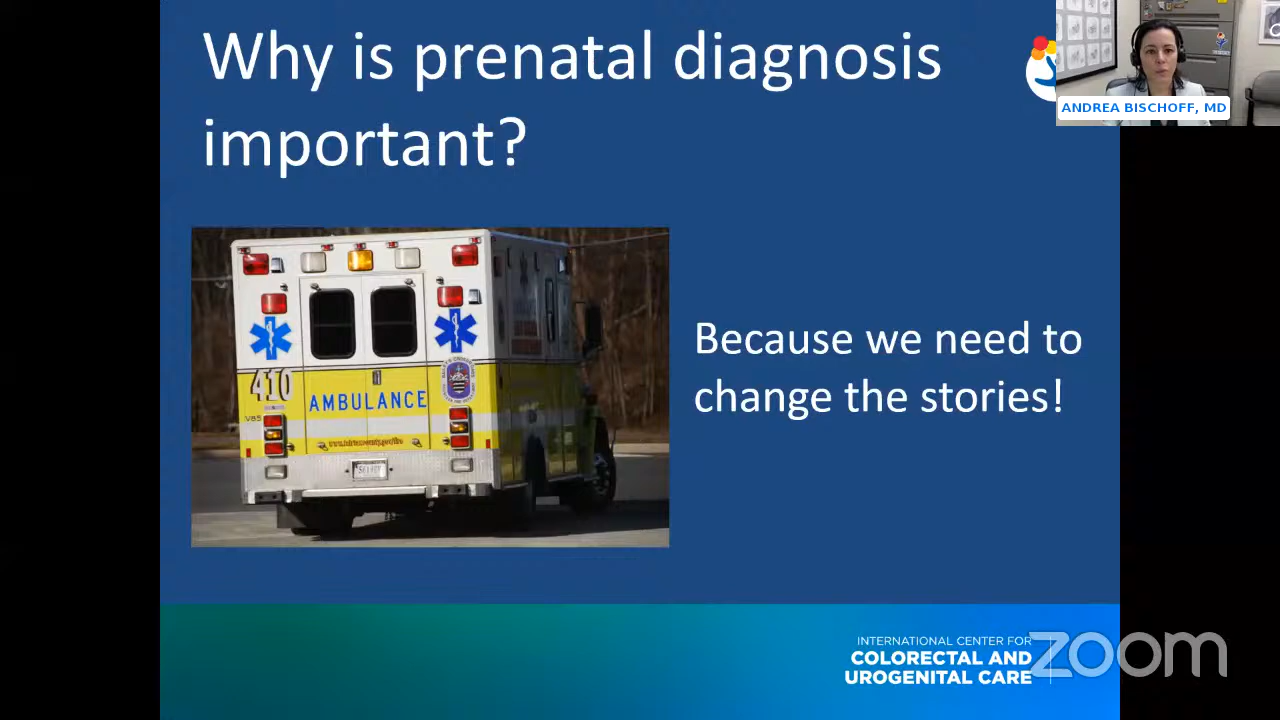 Why is prenatal diagnosis
important?
ANDREA BISCHOFF, MD
410
AMBULANCE
V85
Because we need to
change the stories!
INTERNATIONAL CENTER FOR
COLORECTAL AND
UROGENITAL CARE
zoom